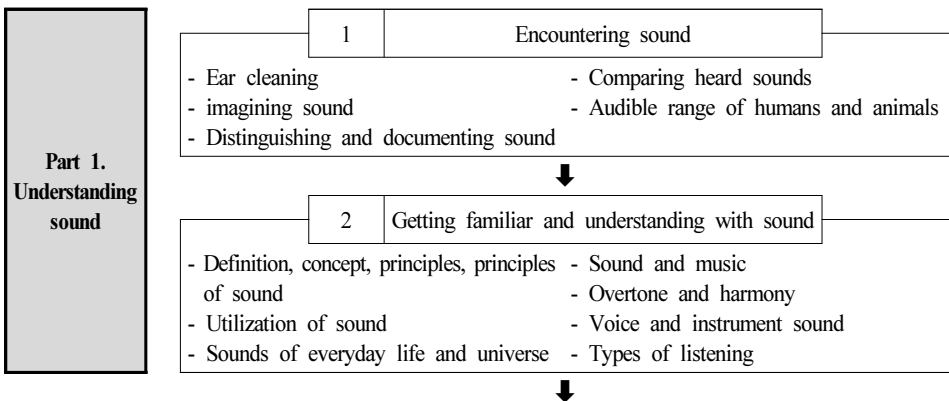 Part 1.
Understanding
sound
1 Encountering sound
- Ear cleaning
- imagining sound
- Distinguishing and documenting sound
- Comparing heard sounds
- Audible range of humans and animals
2 Getting familiar and understanding with sound
- Definition, concept, principles, principles
of sound
- Utilization of sound
- Sounds of everyday life and universe
- Sound and music
- Overtone and harmony
- Voice and instrument sound
- Types of listening